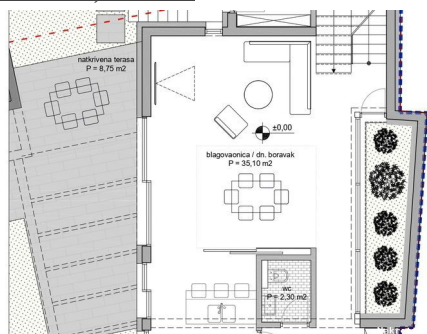 natkrivena terasa
P = 8,75 m2
±0,00
blagovaonica / dn. boravak
P = 35,10 m2
wc
P = 2,30 m2